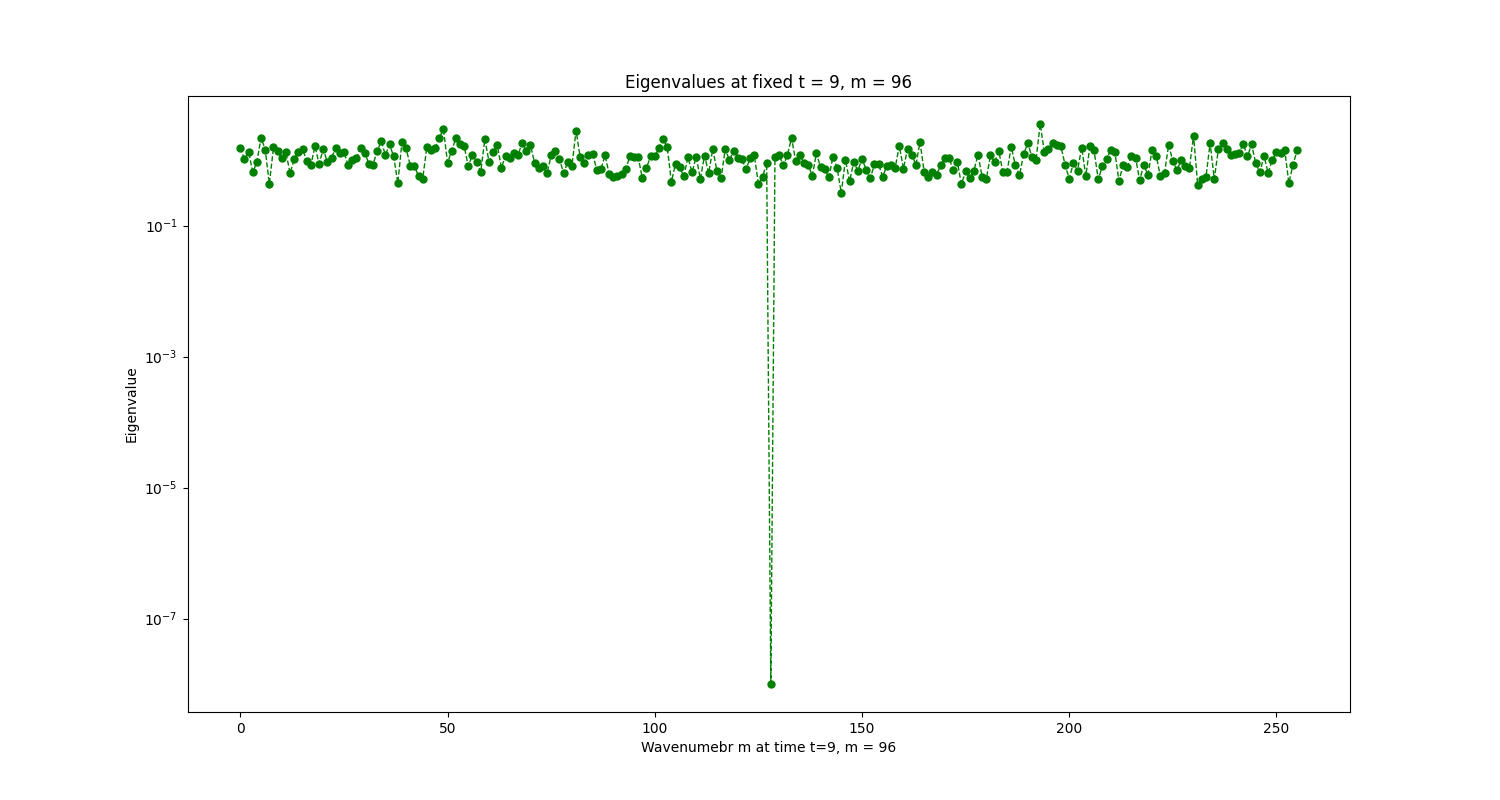 Eigenvalues at fixed t = 9, m = 96
Eigenvalue
10⁻¹
10⁻³
10⁻⁵
10⁻⁷
0 50 100 150 200 250
Wavenumebr m at time t=9, m = 96